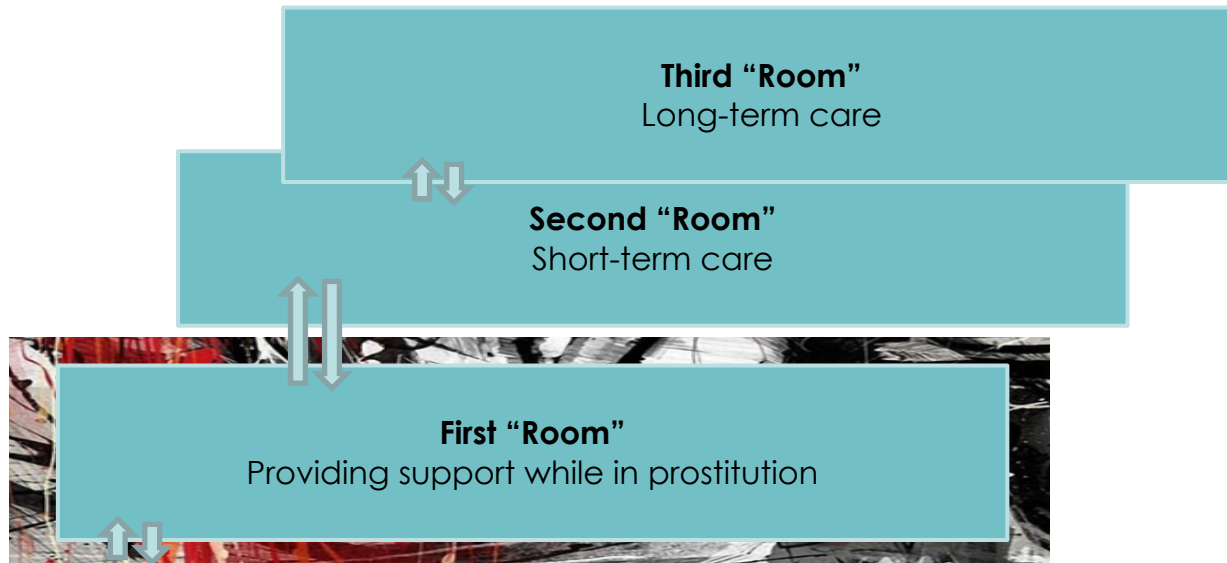 Third “Room”
Long-term care
Second “Room”
Short-term care
First “Room”
Providing support while in prostitution